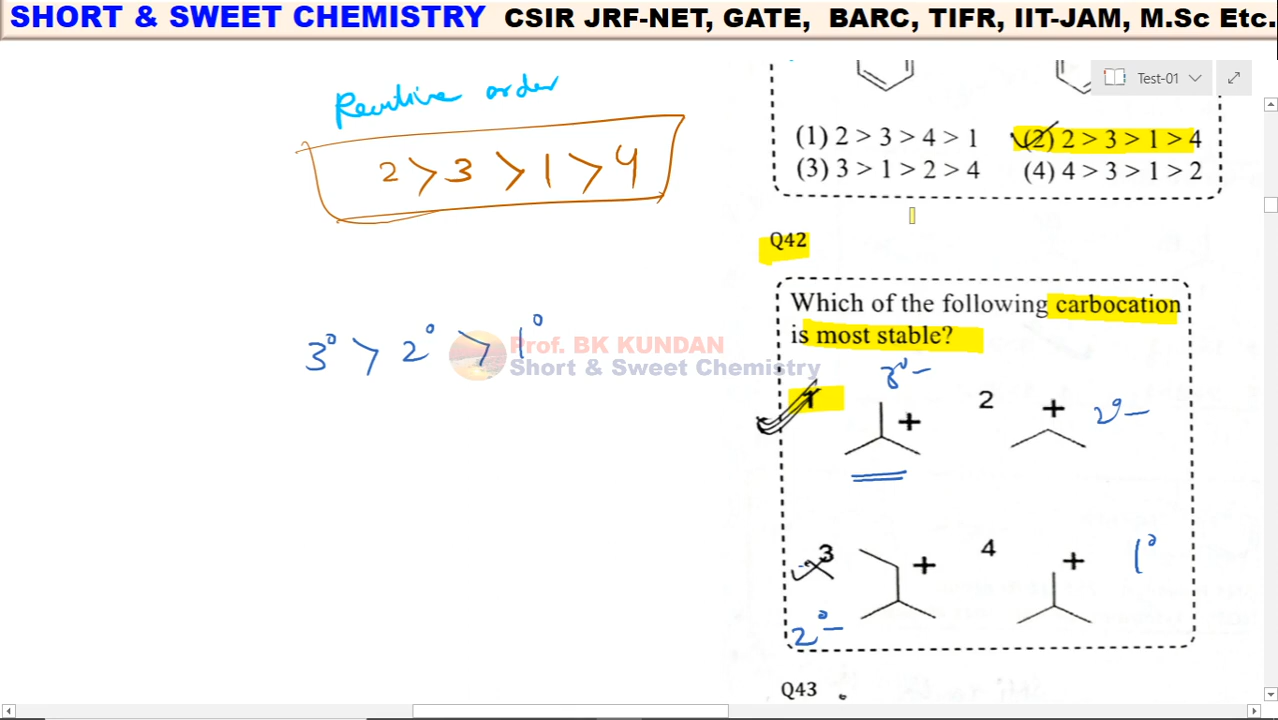 SHORT & SWEET CHEMISTRY CSIR JRF-NET, GATE, BARC, TIFR, IIT-JAM, M.Sc Etc.
Test-01
order
2 > 3 > 1 > 4
(1) 2 > 3 > 4 > 1
(2) 2 > 3 > 1 > 4
(3) 3 > 1 > 2 > 4
(4) 4 > 3 > 1 > 2
Q42
Which of the following carbocation
is most stable?
3° > 2° > 1°
Prof. BK KUNDAN
Short & Sweet Chemistry
1
+
3°-
2
+
2°-
3
+
2°-
4
+
1°
Q43